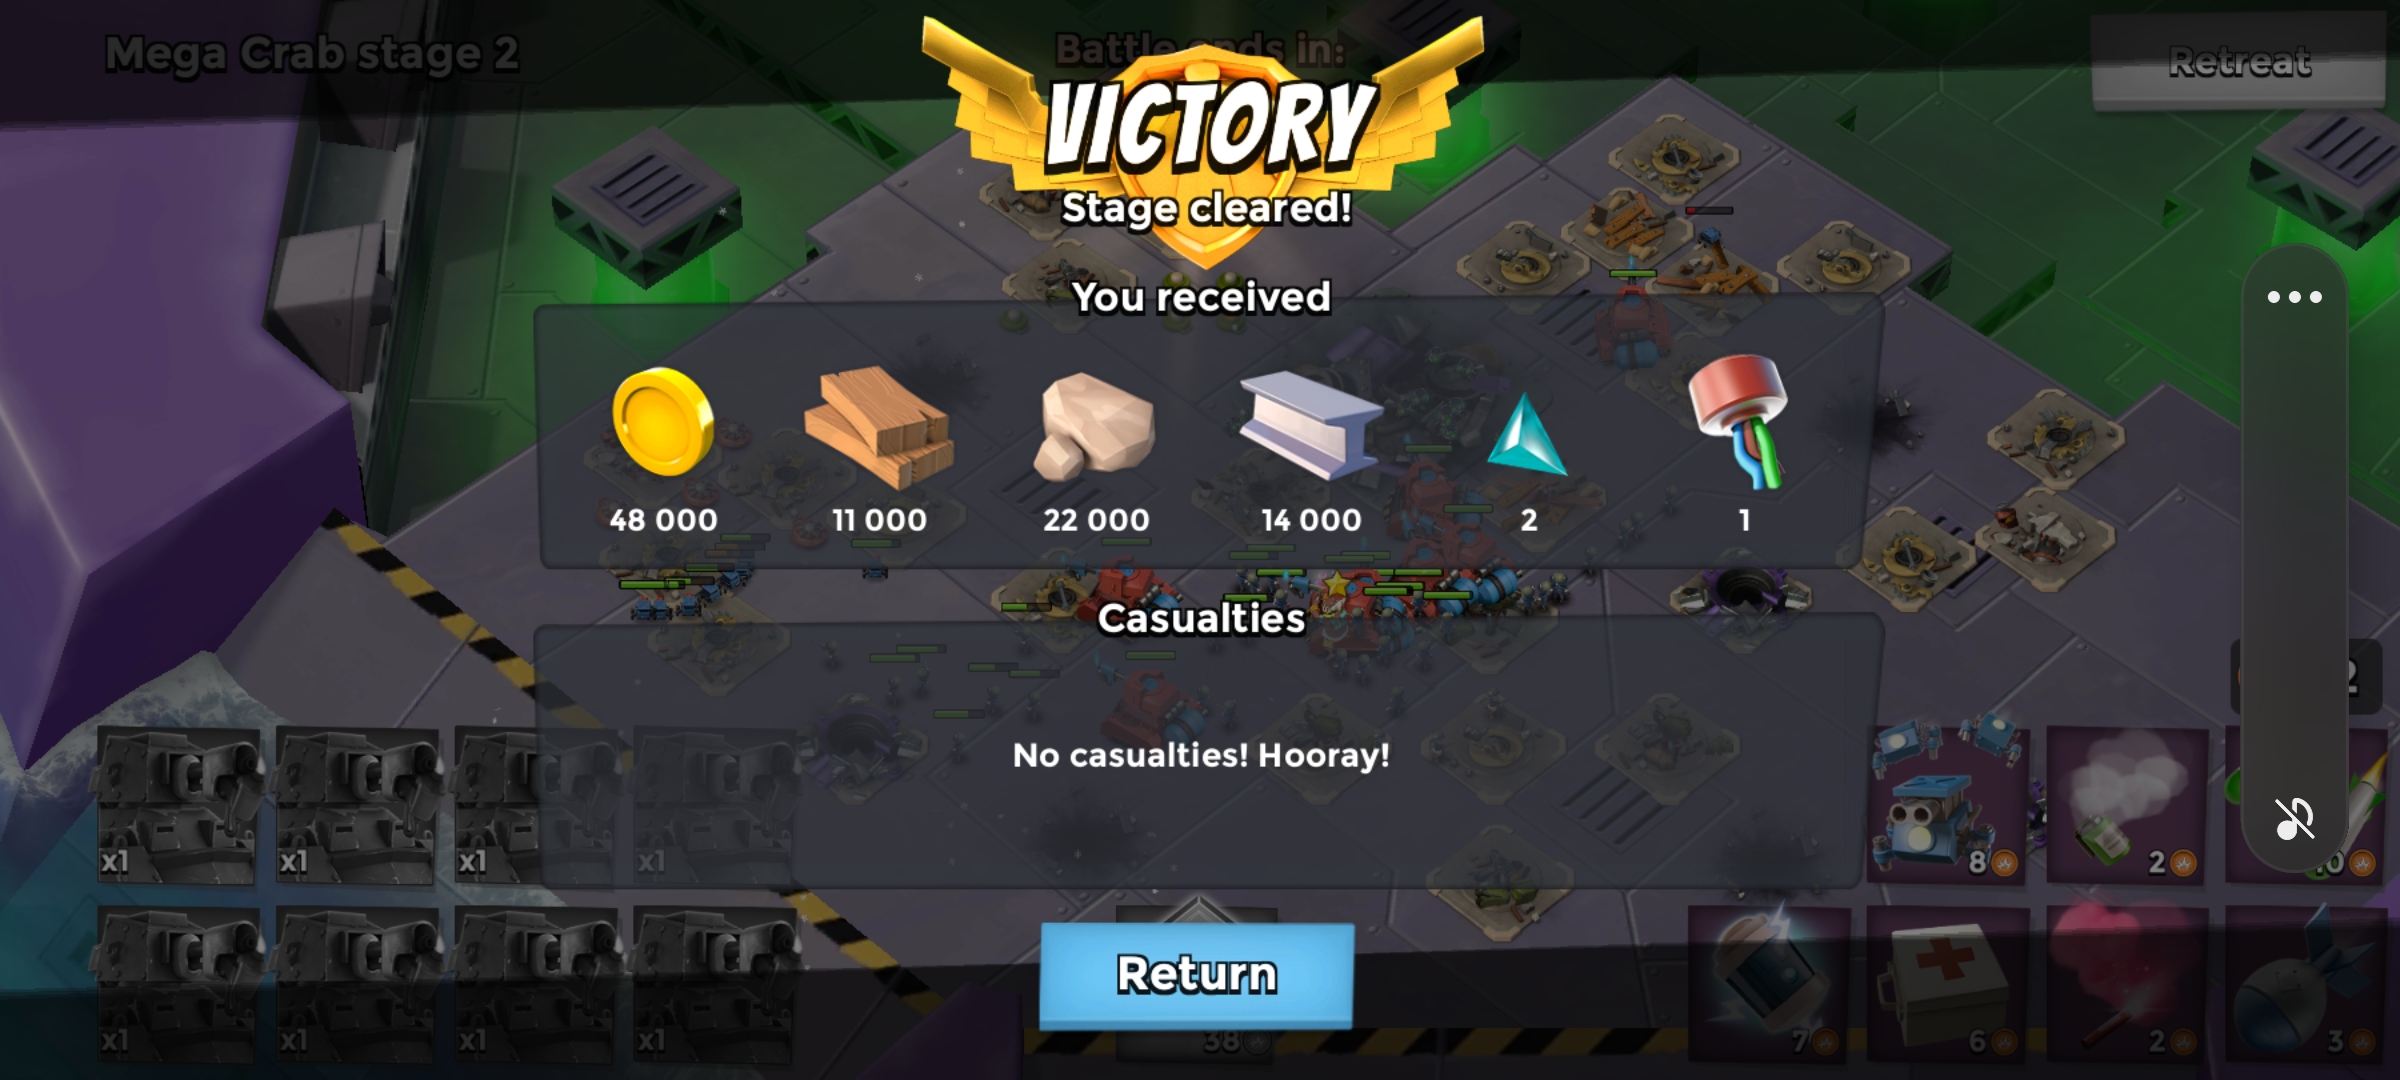 Mega Crab stage 2
Battle ends in:
Retreat
VICTORY
Stage cleared!
You received
48 000
11 000
22 000
14 000
2
1
Casualties
No casualties! Hooray!
2
x1
x1
x1
x1
8
2
10
Return
x1
x1
x1
x1
38
7
6
2
3